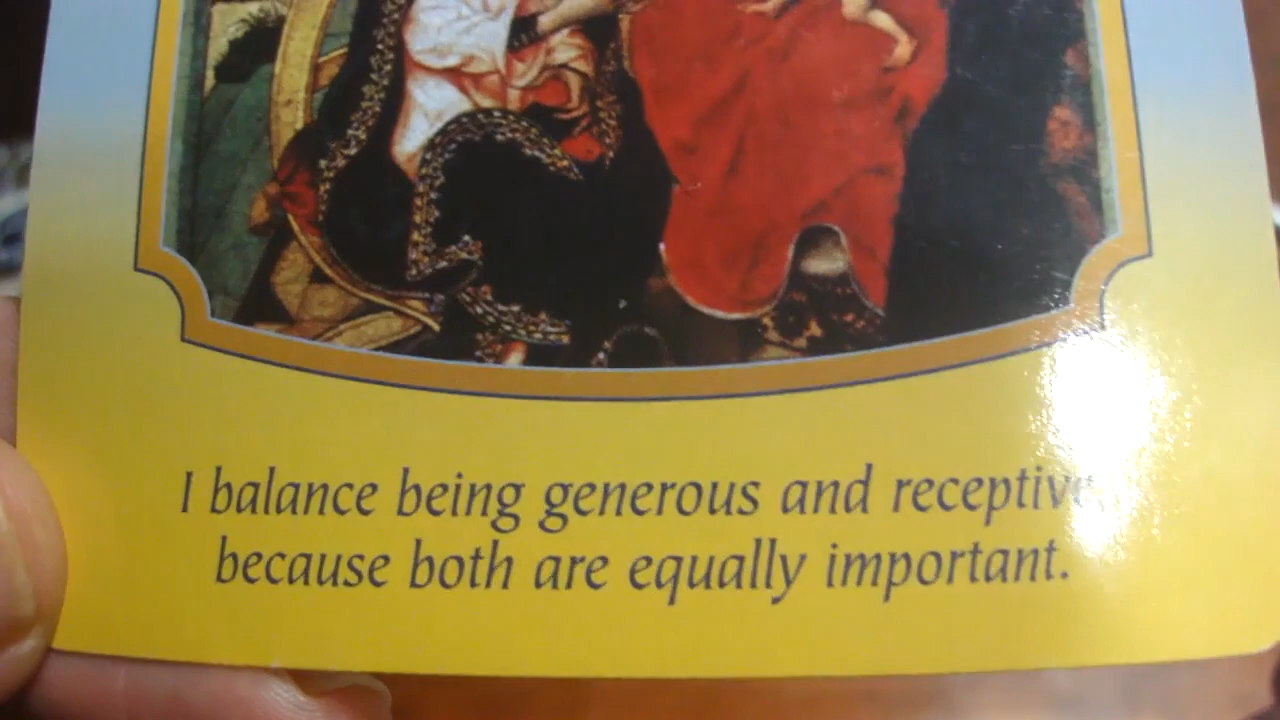 I balance being generous and receptive,
because both are equally important.